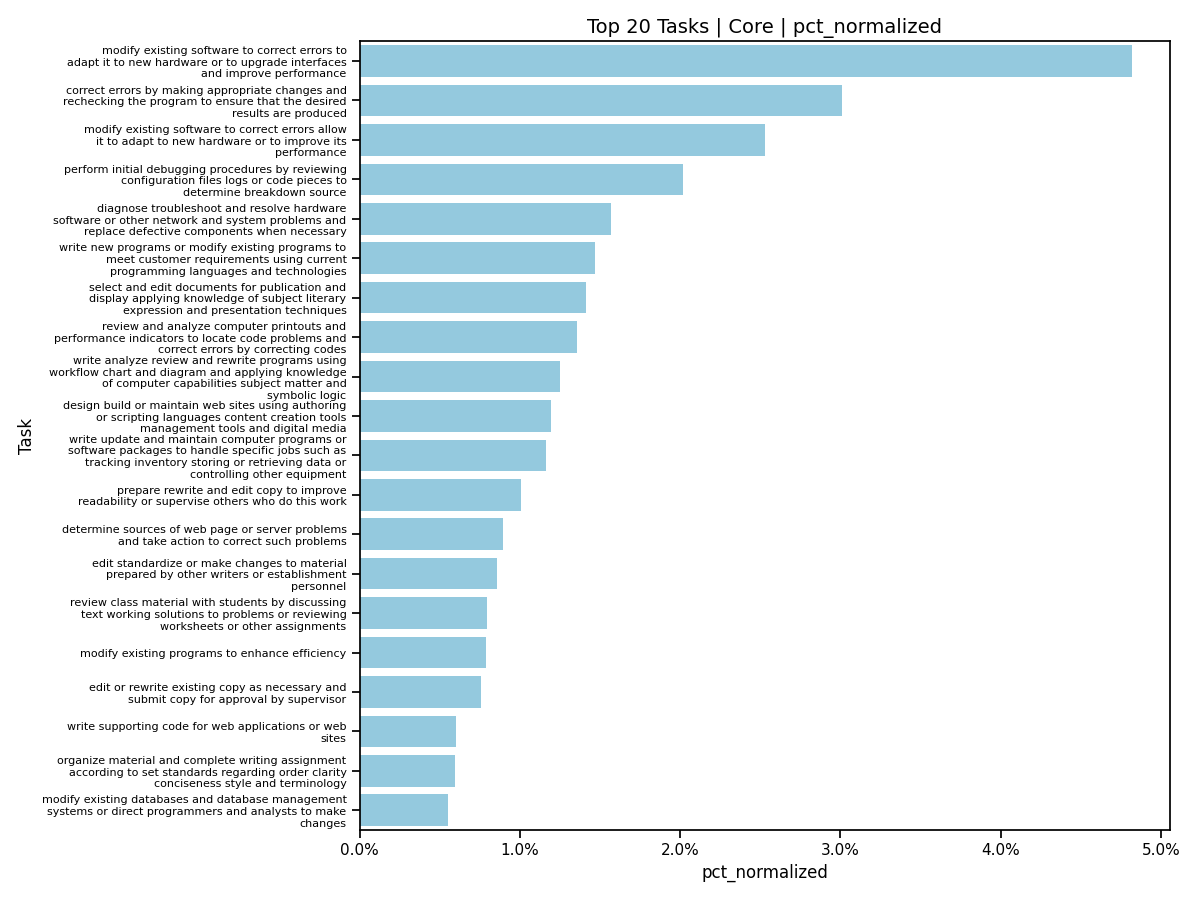 Top 20 Tasks | Core | pct_normalized
modify existing software to correct errors to
adapt it to new hardware or to upgrade interfaces
and improve performance
correct errors by making appropriate changes and
rechecking the program to ensure that the desired
results are produced
modify existing software to correct errors allow
it to adapt to new hardware or to improve its
performance
perform initial debugging procedures by reviewing
configuration files logs or code pieces to
determine breakdown source
diagnose troubleshoot and resolve hardware
software or other network and system problems and
replace defective components when necessary
write new programs or modify existing programs to
meet customer requirements using current
programming languages and technologies
select and edit documents for publication and
display applying knowledge of subject literary
expression and presentation techniques
review and analyze computer printouts and
performance indicators to locate code problems and
correct errors by correcting codes
write analyze review and rewrite programs using
workflow chart and diagram and applying knowledge
of computer capabilities subject matter and
symbolic logic
design build or maintain web sites using authoring
or scripting languages content creation tools
management tools and digital media
write update and maintain computer programs or
software packages to handle specific jobs such as
tracking inventory storing or retrieving data or
controlling other equipment
prepare rewrite and edit copy to improve
readability or supervise others who do this work
determine sources of web page or server problems
and take action to correct such problems
edit standardize or make changes to material
prepared by other writers or establishment
personnel
review class material with students by discussing
text working solutions to problems or reviewing
worksheets or other assignments
modify existing programs to enhance efficiency
edit or rewrite existing copy as necessary and
submit copy for approval by supervisor
write supporting code for web applications or web
sites
organize material and complete writing assignment
according to set standards regarding order clarity
conciseness style and terminology
modify existing databases and database management
systems or direct programmers and analysts to make
changes
Task
0.0% 1.0% 2.0% 3.0% 4.0% 5.0%
pct_normalized